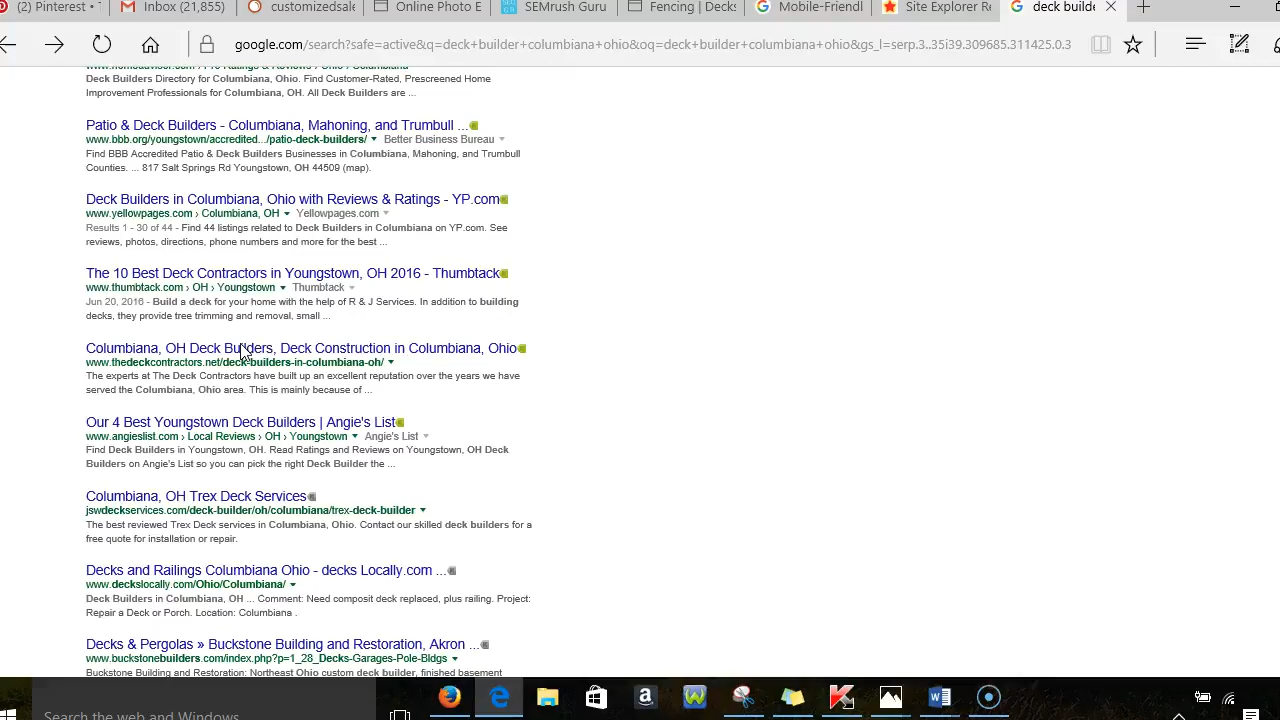 (2) Pinterest •
Inbox (21,855)
customizedsale
Online Photo E
SEMrush Guru
Fencing | Decks
Mobile-Friendl
Site Explorer Re
deck builde
google.com/search?safe=active&q=deck+builder+columbiana+ohio&oq=deck+builder+columbiana+ohio&gs_l=serp.3..35i39.309685.311425.0.3
Deck Builders Directory for Columbiana, Ohio. Find Customer-Rated, Prescreened Home
Improvement Professionals for Columbiana, OH. All Deck Builders are ...
Patio & Deck Builders - Columbiana, Mahoning, and Trumbull ...
www.bbb.org/youngstown/accredited.../patio-deck-builders/ Better Business Bureau
Find BBB Accredited Patio & Deck Builders Businesses in Columbiana, Mahoning, and Trumbull
Counties. ... 817 Salt Springs Rd Youngstown, OH 44509 (map).
Deck Builders in Columbiana, Ohio with Reviews & Ratings - YP.com
www.yellowpages.com › Columbiana, OH Yellowpages.com
Results 1 - 30 of 44 - Find 44 listings related to Deck Builders in Columbiana on YP.com. See
reviews, photos, directions, phone numbers and more for the best ...
The 10 Best Deck Contractors in Youngstown, OH 2016 - Thumbtack
www.thumbtack.com › OH › Youngstown Thumbtack
Jun 20, 2016 - Build a deck for your home with the help of R & J Services. In addition to building
decks, they provide tree trimming and removal, small ...
Columbiana, OH Deck Builders, Deck Construction in Columbiana, Ohio
www.thedeckcontractors.net/deck-builders-in-columbiana-oh/
The experts at The Deck Contractors have built up an excellent reputation over the years we have
served the Columbiana, Ohio area. This is mainly because of ...
Our 4 Best Youngstown Deck Builders | Angie's List
www.angieslist.com › Local Reviews › OH › Youngstown Angie's List
Find Deck Builders in Youngstown, OH. Read Ratings and Reviews on Youngstown, OH Deck
Builders on Angie's List so you can pick the right Deck Builder the ...
Columbiana, OH Trex Deck Services
jswdeckservices.com/deck-builder/oh/columbiana/trex-deck-builder
The best reviewed Trex Deck services in Columbiana, Ohio. Contact our skilled deck builders for a
free quote for installation or repair.
Decks and Railings Columbiana Ohio - decks Locally.com ...
www.deckslocally.com/Ohio/Columbiana/
Deck Builders in Columbiana, OH ... Comment: Need composit deck replaced, plus railing. Project:
Repair a Deck or Porch. Location: Columbiana .
Decks & Pergolas » Buckstone Building and Restoration, Akron ...
www.buckstonebuilders.com/index.php?p=1_28_Decks-Garages-Pole-Bldgs
Buckstone Building and Restoration: Northeast Ohio custom deck builder, finished basement
Search the web and Windows